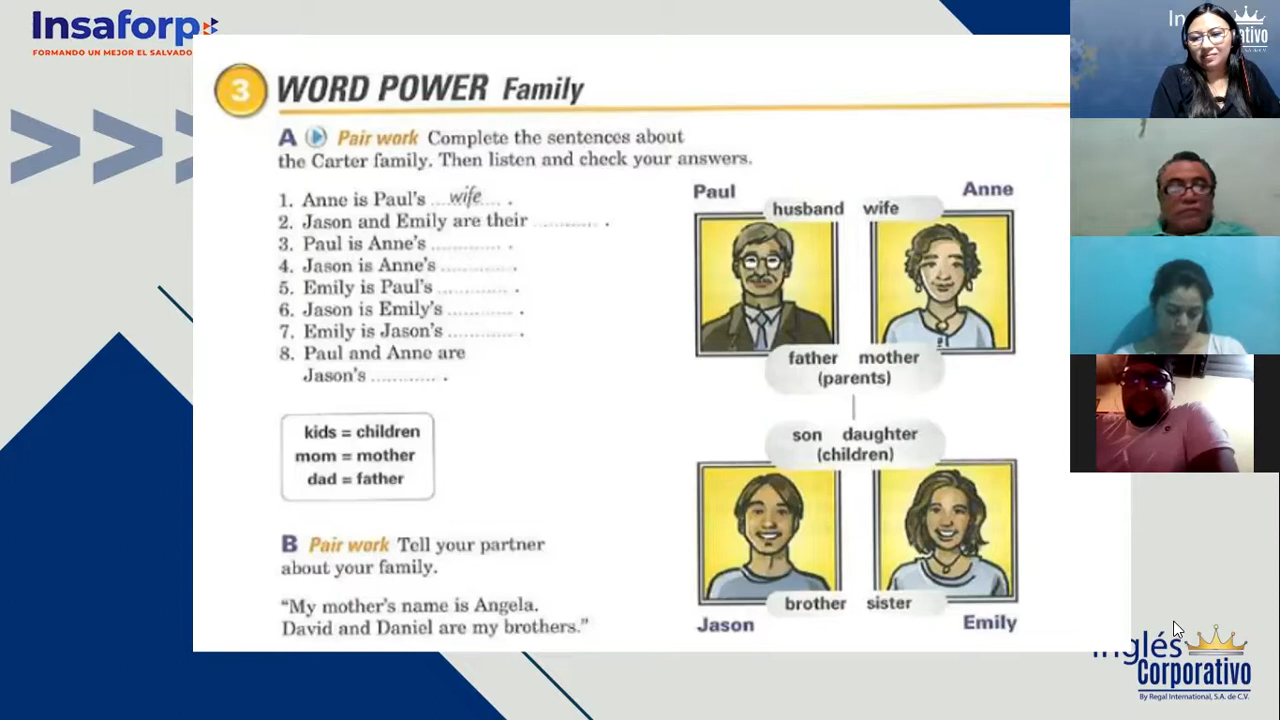 Insaforp
FORMANDO UN MEJOR EL SALVADOR
3 WORD POWER Family
A Pair work Complete the sentences about
the Carter family. Then listen and check your answers.
1. Anne is Paul's wife .
2. Jason and Emily are their ............ .
3. Paul is Anne's ............ .
4. Jason is Anne's ............ .
5. Emily is Paul's ............ .
6. Jason is Emily's ............ .
7. Emily is Jason's ............ .
8. Paul and Anne are
Jason's ............ .
kids = children
mom = mother
dad = father
B Pair work Tell your partner
about your family.
"My mother's name is Angela.
David and Daniel are my brothers."
Paul
Anne
husband wife
father mother
(parents)
son daughter
(children)
brother sister
Jason
Emily
Inglés
Corporativo
By Regal International, S.A. de C.V.